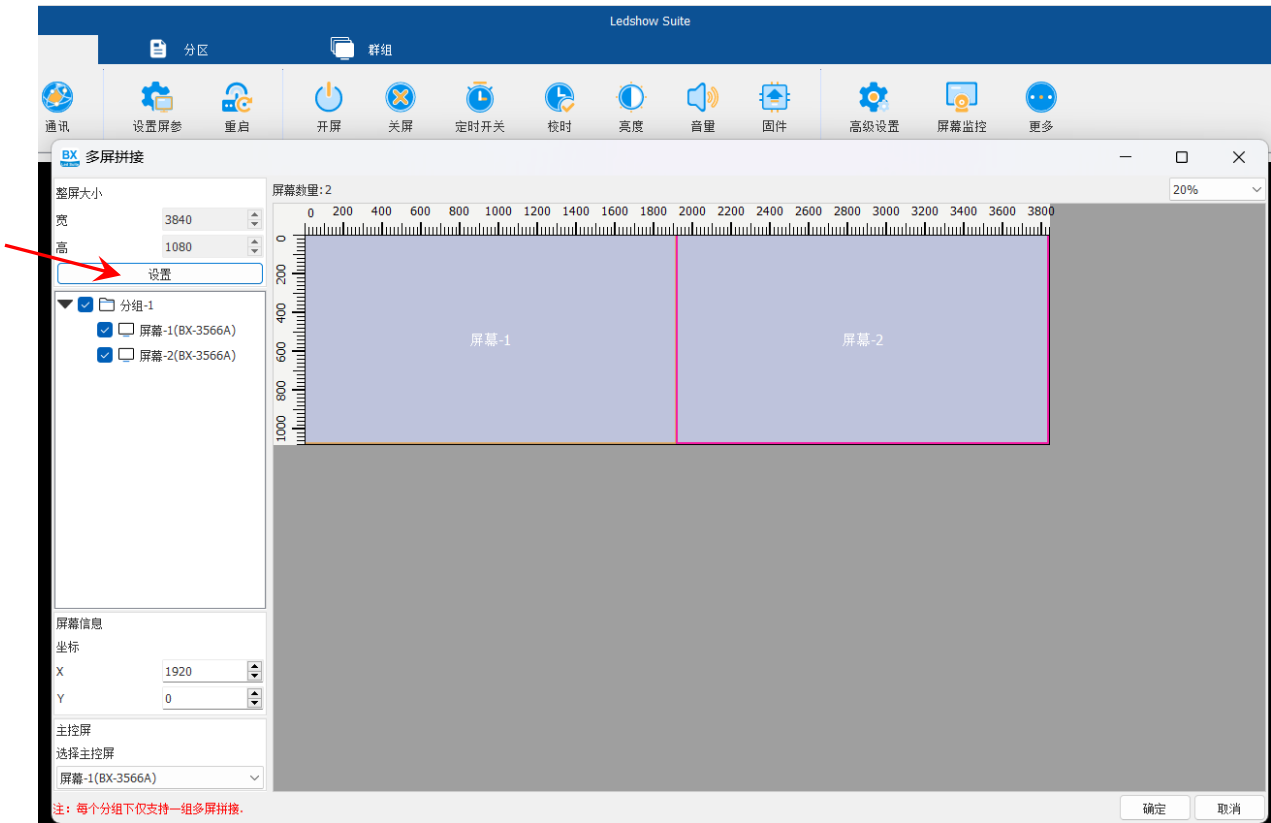 Ledshow Suite
分区 群组
通讯 设置屏参 重启 开屏 关屏 定时开关 校时 亮度 音量 固件 高级设置 屏幕监控 更多
BX 多屏拼接
整屏大小 屏幕数量:2 20%
宽 3840
高 1080
设置
0 200 400 600 800 1000 1200 1400 1600 1800 2000 2200 2400 2600 2800 3000 3200 3400 3600 3800
0 200 400 600 800 1000
分组-1
屏幕-1(BX-3566A)
屏幕-2(BX-3566A)
屏幕-1 屏幕-2
屏幕信息
坐标
X 1920
Y 0
主控屏
选择主控屏
屏幕-1(BX-3566A)
注：每个分组下仅支持一组多屏拼接.
确定 取消